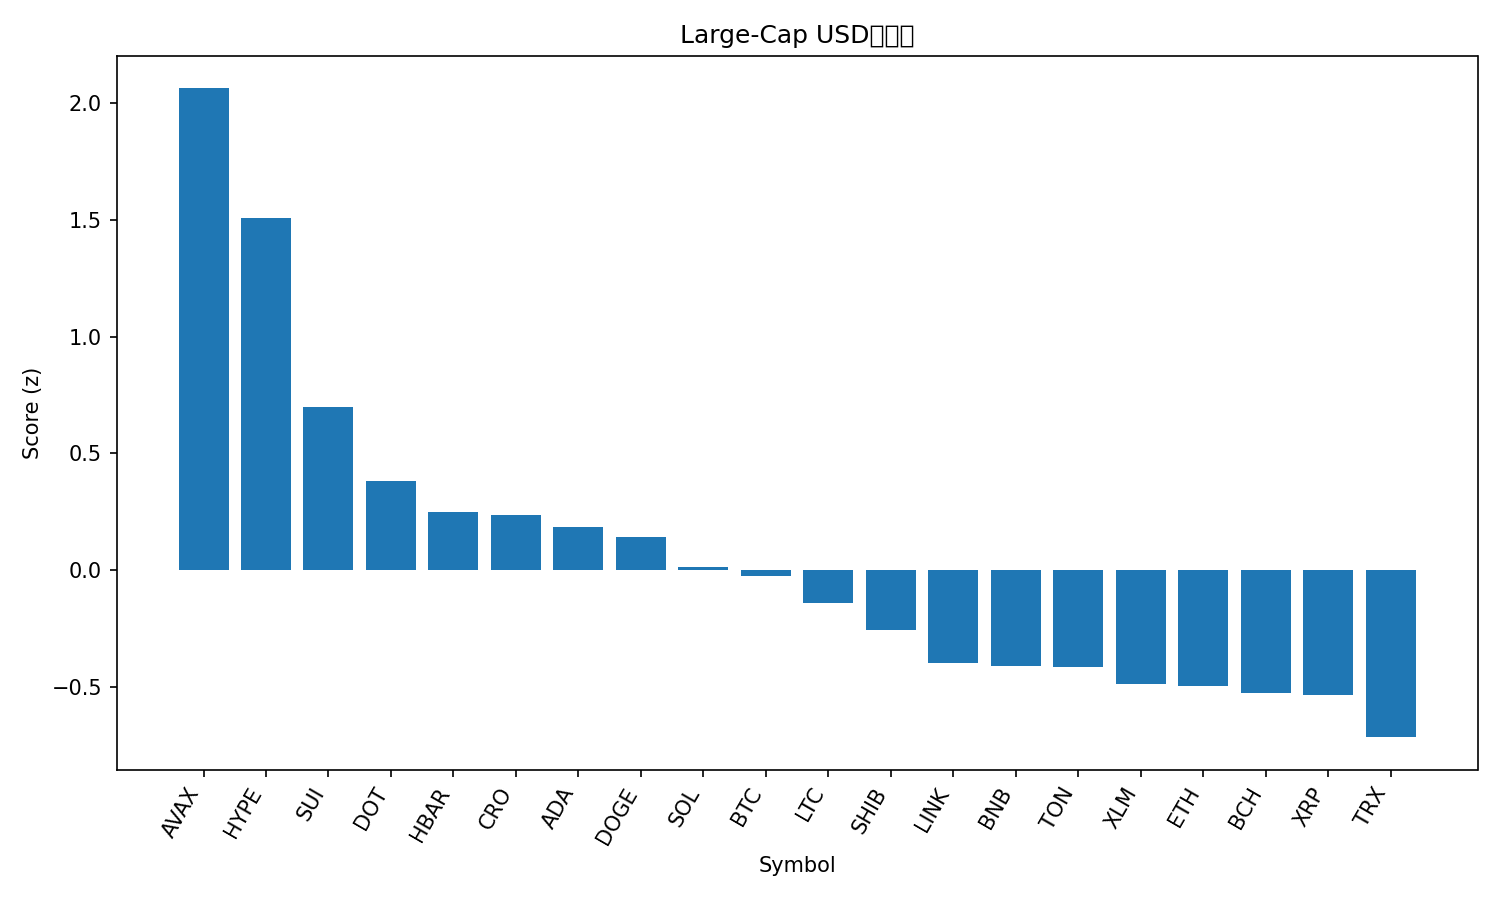 Large-Cap USD
2.0
1.5
1.0
0.5
0.0
−0.5
Score (z)
AVAX
HYPE
SUI
DOT
HBAR
CRO
ADA
DOGE
SOL
BTC
LTC
SHIB
LINK
BNB
TON
XLM
ETH
BCH
XRP
TRX
Symbol